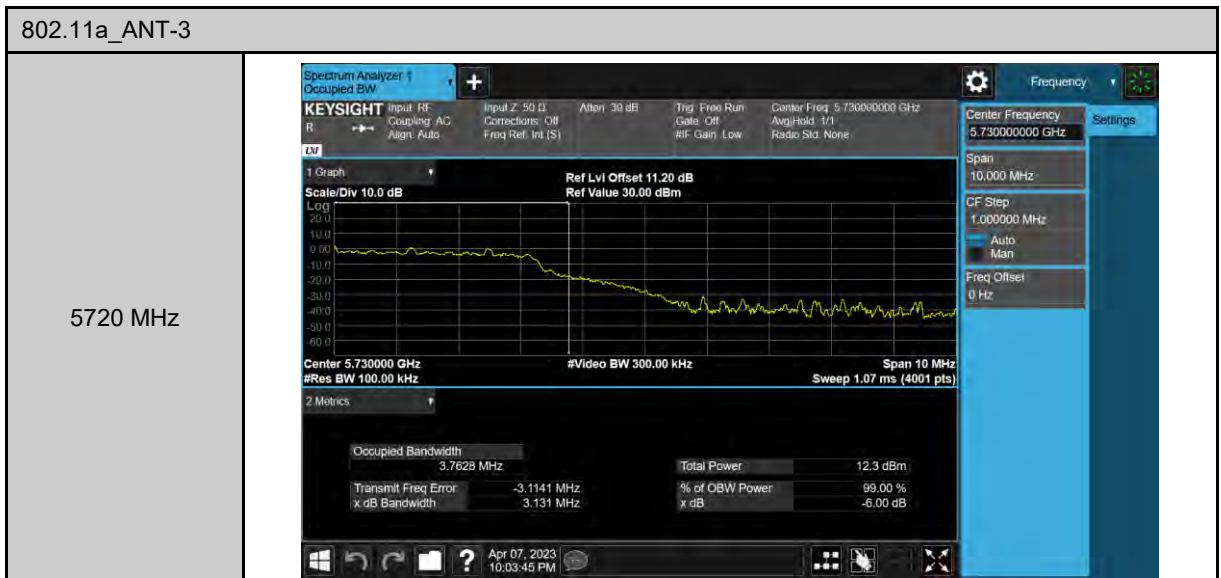 802.11a_ANT-3
5720 MHz
Spectrum Analyzer 1
Occupied BW
+
Frequency
KEYSIGHT
R
LXI
Input: RF
Coupling: AC
Align: Auto
Input Z: 50 Ω
Corrections: Off
Freq Ref: Int (S)
Atten: 30 dB
Trig: Free Run
Gate: Off
#IF Gain: Low
Center Freq: 5.730000000 GHz
Avg|Hold: 1/1
Radio Std: None
Center Frequency
5.730000000 GHz
Settings
Span
10.000 MHz
CF Step
1.000000 MHz
Auto
Man
Freq Offset
0 Hz
1 Graph
Scale/Div 10.0 dB
Ref Lvl Offset 11.20 dB
Ref Value 30.00 dBm
Log
20.0
10.0
0.00
-10.0
-20.0
-30.0
-40.0
-50.0
-60.0
Center 5.730000 GHz
#Res BW 100.00 kHz
#Video BW 300.00 kHz
Span 10 MHz
Sweep 1.07 ms (4001 pts)
2 Metrics
Occupied Bandwidth
3.7628 MHz
Transmit Freq Error -3.1141 MHz
x dB Bandwidth 3.131 MHz
Total Power 12.3 dBm
% of OBW Power 99.00 %
x dB -6.00 dB
?
Apr 07, 2023
10:03:45 PM